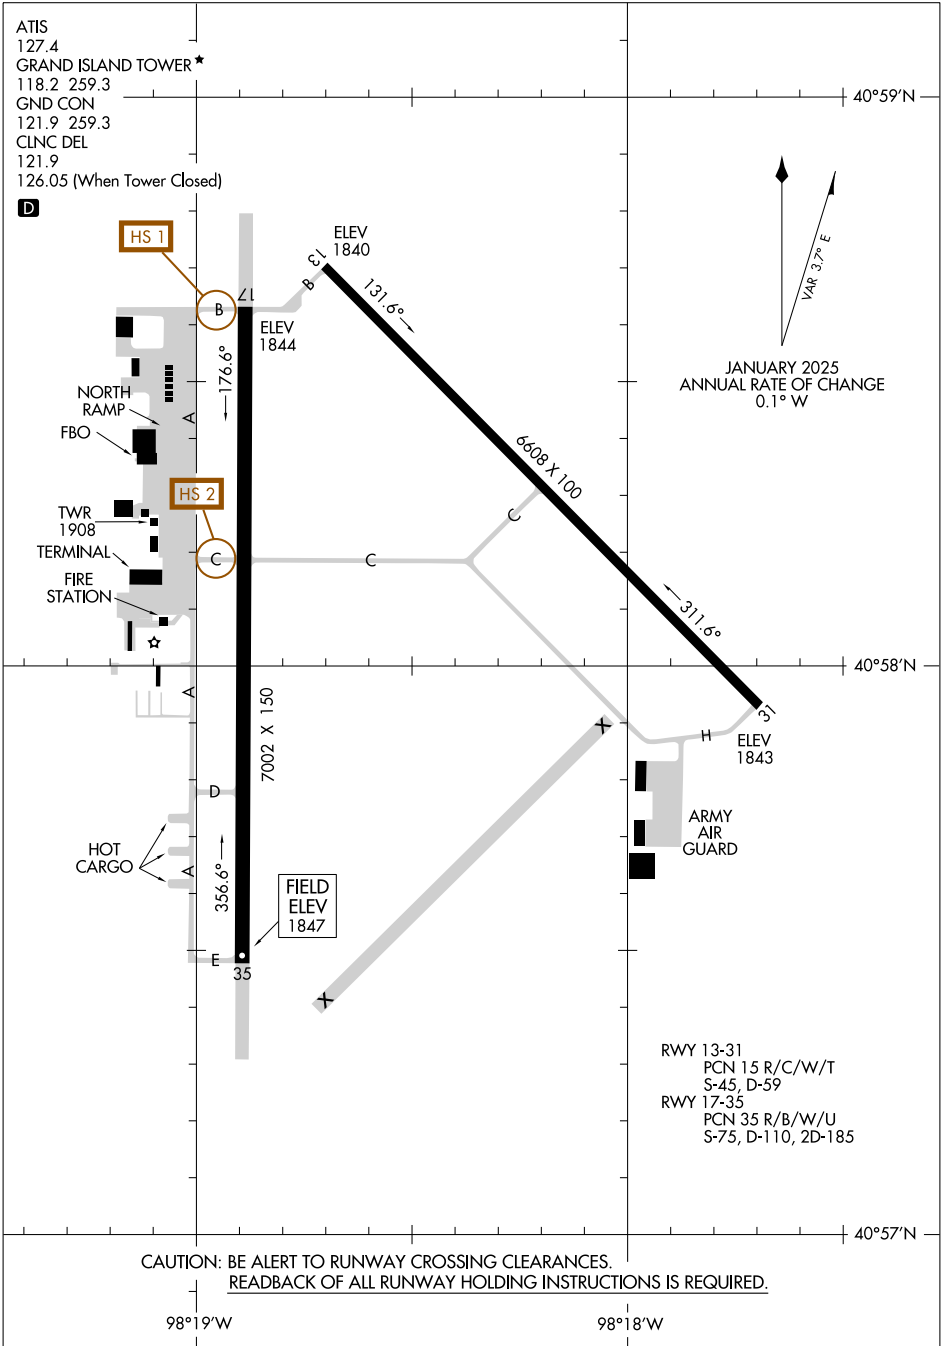 ATIS
127.4
GRAND ISLAND TOWER
118.2 259.3
GND CON
121.9 259.3
CLNC DEL
121.9
126.05 (When Tower Closed)
D
40°59'N
HS 1
ELEV
1840
13
B
B
17
ELEV
1844
131.6°
VAR 3.7° E
JANUARY 2025
ANNUAL RATE OF CHANGE
0.1° W
176.6°
NORTH
RAMP
A
FBO
6608 X 100
HS 2
TWR
1908
C
TERMINAL
C
C
FIRE
STATION
311.6°
40°58'N
A
7002 X 150
X
31
H
ELEV
1843
D
ARMY
AIR
GUARD
HOT
CARGO
A
356.6°
FIELD
ELEV
1847
E
35
X
RWY 13-31
PCN 15 R/C/W/T
S-45, D-59
RWY 17-35
PCN 35 R/B/W/U
S-75, D-110, 2D-185
40°57'N
CAUTION: BE ALERT TO RUNWAY CROSSING CLEARANCES.
READBACK OF ALL RUNWAY HOLDING INSTRUCTIONS IS REQUIRED.
98°19'W
98°18'W